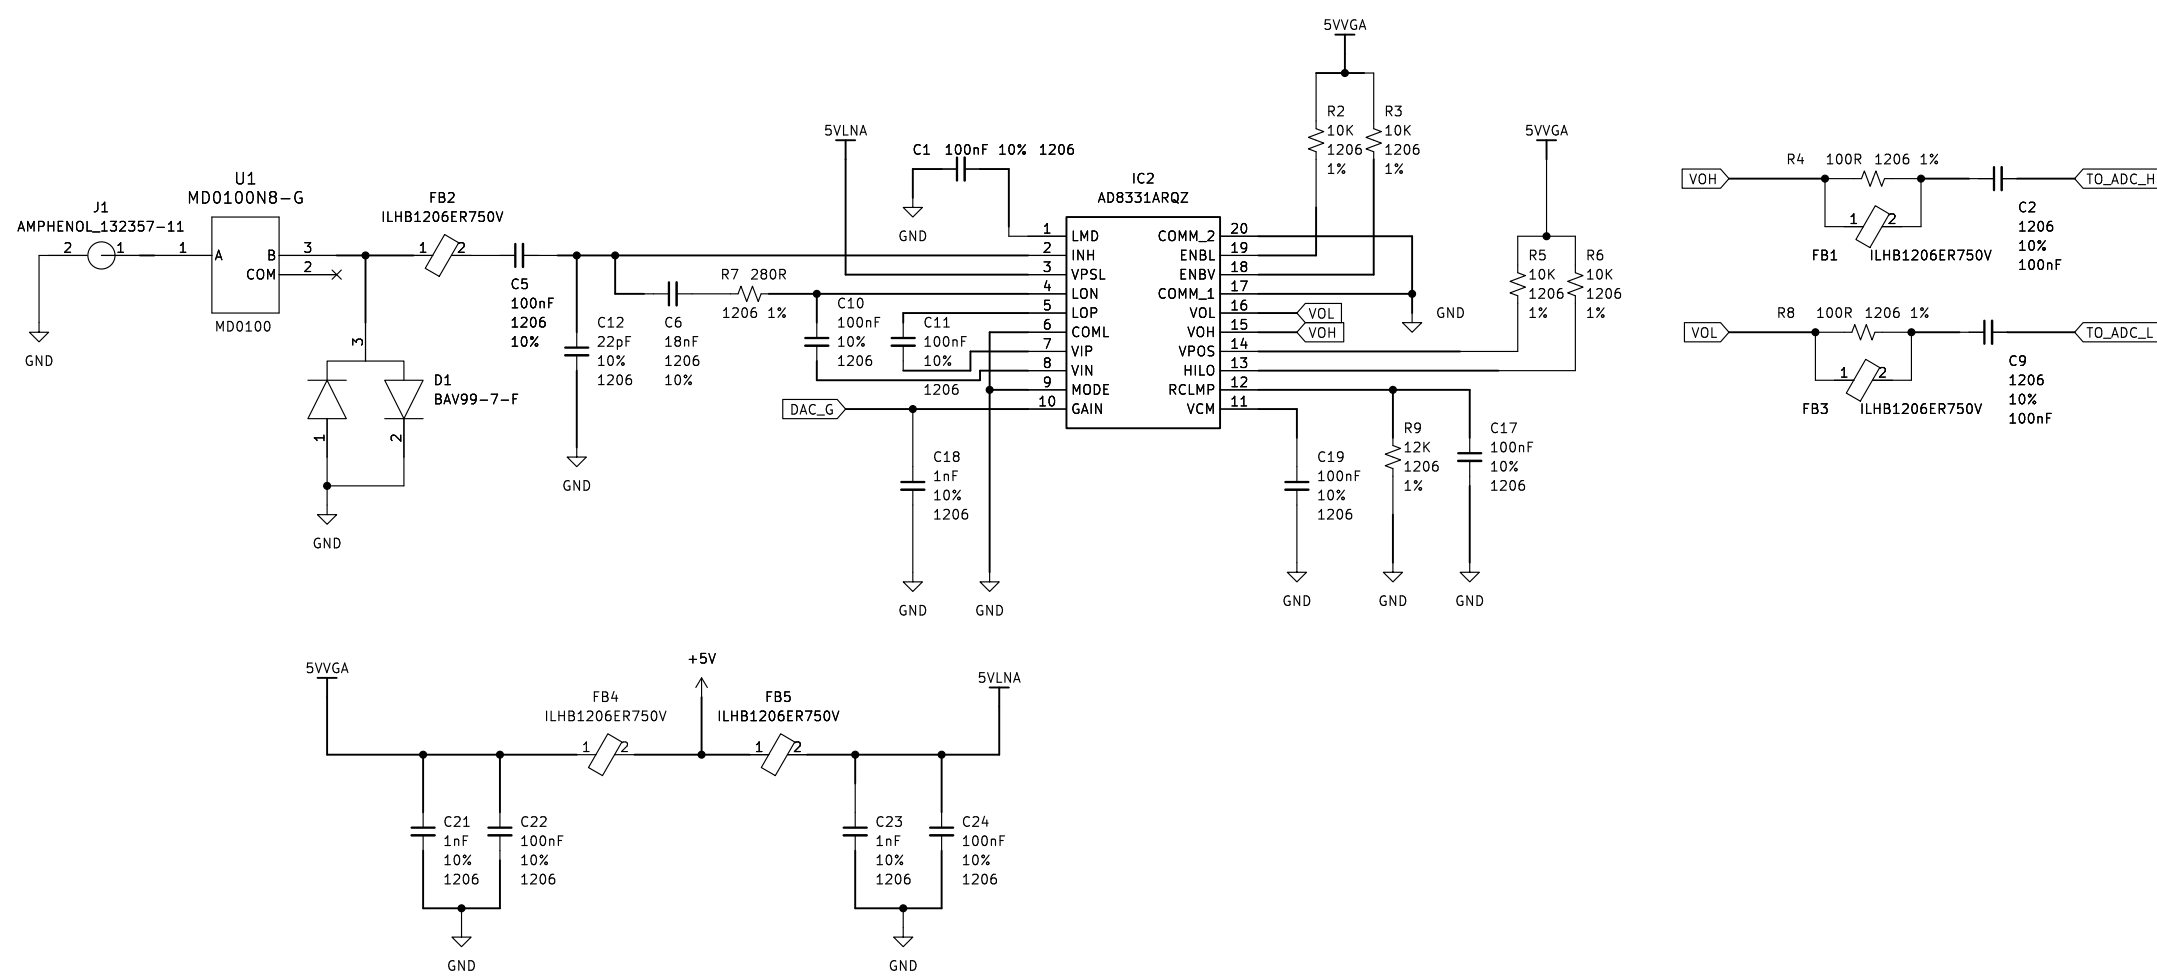 5VVGA
R2
10K
1206
1%
R3
10K
1206
1%
5VLNA
C1 100nF 10% 1206
GND
5VVGA
R4 100R 1206 1%
VOH
TO_ADC_H
C2
1206
10%
100nF
1 2
FB1
ILHB1206ER750V
U1
MD0100N8-G
J1
AMPHENOL_132357-11
2 1
1
A
B
COM
3
2
MD0100
GND
FB2
ILHB1206ER750V
1 2
C5
100nF
1206
10%
3
D1
BAV99-7-F
1
2
GND
C12
22pF
10%
1206
GND
C6
18nF
1206
10%
R7 280R
1206 1%
C10
100nF
10%
1206
C11
100nF
10%
1206
IC2
AD8331ARQZ
1 LMD
2 INH
3 VPSL
4 LON
5 LOP
6 COML
7 VIP
8 VIN
9 MODE
10 GAIN
COMM_2 20
ENBL 19
ENBV 18
COMM_1 17
VOL 16
VOH 15
VPOS 14
HILO 13
RCLMP 12
VCM 11
VOL
VOH
GND
R5
10K
1206
1%
R6
10K
1206
1%
R8 100R 1206 1%
VOL
TO_ADC_L
1 2
FB3
ILHB1206ER750V
C9
1206
10%
100nF
DAC_G
C18
1nF
10%
1206
GND
GND
C19
100nF
10%
1206
GND
R9
12K
1206
1%
GND
C17
100nF
10%
1206
GND
5VVGA
FB4
ILHB1206ER750V
1 2
+5V
FB5
ILHB1206ER750V
1 2
5VLNA
C21
1nF
10%
1206
C22
100nF
10%
1206
GND
C23
1nF
10%
1206
C24
100nF
10%
1206
GND